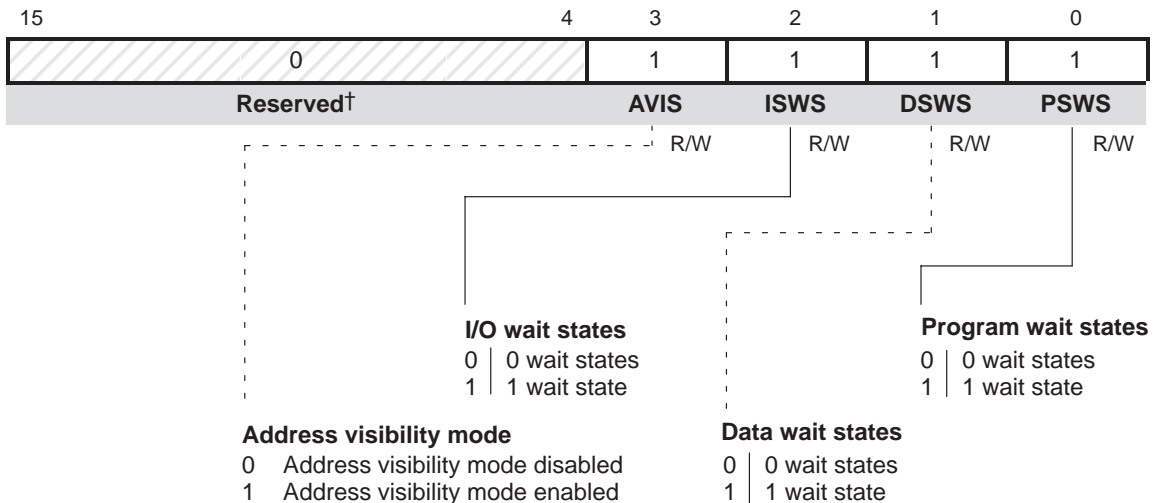 15 4 3 2 1 0
0 1 1 1 1
Reserved† AVIS ISWS DSWS PSWS
R/W R/W R/W R/W
I/O wait states
0 0 wait states
1 1 wait state
Program wait states
0 0 wait states
1 1 wait state
Address visibility mode
0 Address visibility mode disabled
1 Address visibility mode enabled
Data wait states
0 0 wait states
1 1 wait state